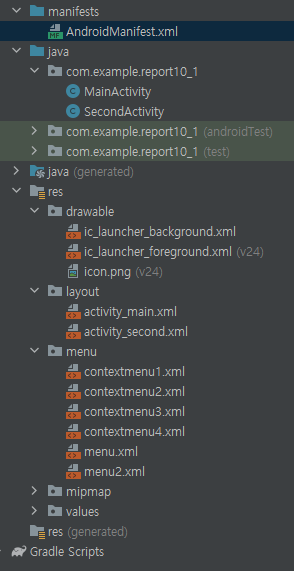 manifests
AndroidManifest.xml
java
com.example.report10_1
MainActivity
SecondActivity
com.example.report10_1 (androidTest)
com.example.report10_1 (test)
java (generated)
res
drawable
ic_launcher_background.xml
ic_launcher_foreground.xml (v24)
icon.png (v24)
layout
activity_main.xml
activity_second.xml
menu
contextmenu1.xml
contextmenu2.xml
contextmenu3.xml
contextmenu4.xml
menu.xml
menu2.xml
mipmap
values
res (generated)
Gradle Scripts